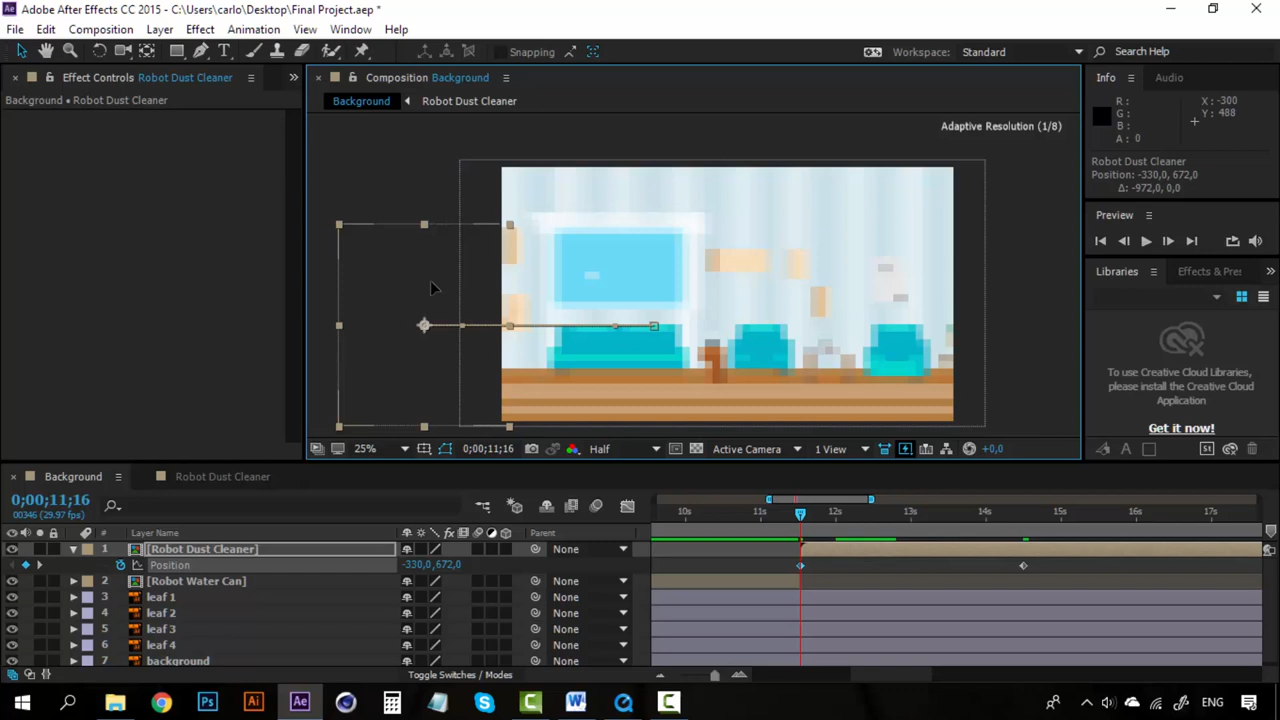 Adobe After Effects CC 2015 - C:\Users\carlo\Desktop\Final Project.aep *
File Edit Composition Layer Effect Animation View Window Help
Snapping
Workspace: Standard
Search Help
Effect Controls Robot Dust Cleaner
Composition Background
Info Audio
Background • Robot Dust Cleaner
Background Robot Dust Cleaner
R :
G :
B :
A : 0
X : -300
Y : 488
Adaptive Resolution (1/8)
Robot Dust Cleaner
Position: -330,0, 672,0
Δ: -972,0, 0,0
Preview
Libraries Effects & Pres
To use Creative Cloud Libraries,
please install the Creative Cloud
Application
Get it now!
25% 0;00;11;16 Half Active Camera 1 View +0,0
Background Robot Dust Cleaner
0;00;11;16
00346 (29.97 fps)
10s 11s 12s 13s 14s 15s 16s 17s
# Layer Name fx Parent
1 [Robot Dust Cleaner] None
Position -330,0,672,0
2 [Robot Water Can] None
3 leaf 1 None
4 leaf 2 None
5 leaf 3 None
6 leaf 4 None
7 background None
Toggle Switches / Modes
Ps Ai Ae ENG